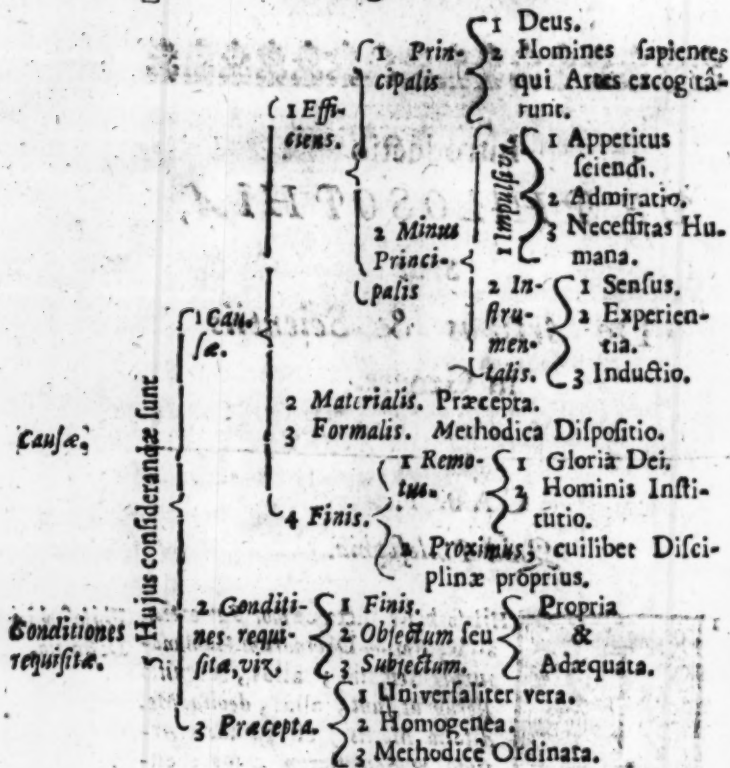 1 Deus.
1 Prin- 2 Homines sapientes
cipalis qui Artes excogitâ-
runt.
1 Effi-
ciens.
1 Appetitus
sciendi.
1 Impulsiva
2 Admiratio.
3 Necessitas Hu-
mana.
2 Minus
Princi-
palis
2 In- 1 Sensus.
stru- 2 Experien-
men- tia.
talis. 3 Inductio.
1 Cau-
sæ.
2 Materialis. Præcepta.
3 Formalis. Methodica Dispositio.
Causæ.
5 Hujus considerandæ sunt
1 Remo- 1 Gloria Dei.
tus. 2 Hominis Insti-
tutio.
4 Finis.
2 Proximus; cuilibet Disci-
plinæ proprius.
Conditiones
requisitæ.
2 Conditi- 1 Finis. Propria
nes requi- 2 Objectum seu &
sitæ, viz. 3 Subjectum. Adæquata.
3 Præcepta. 1 Universaliter vera.
2 Homogenea.
3 Methodicè Ordinata.